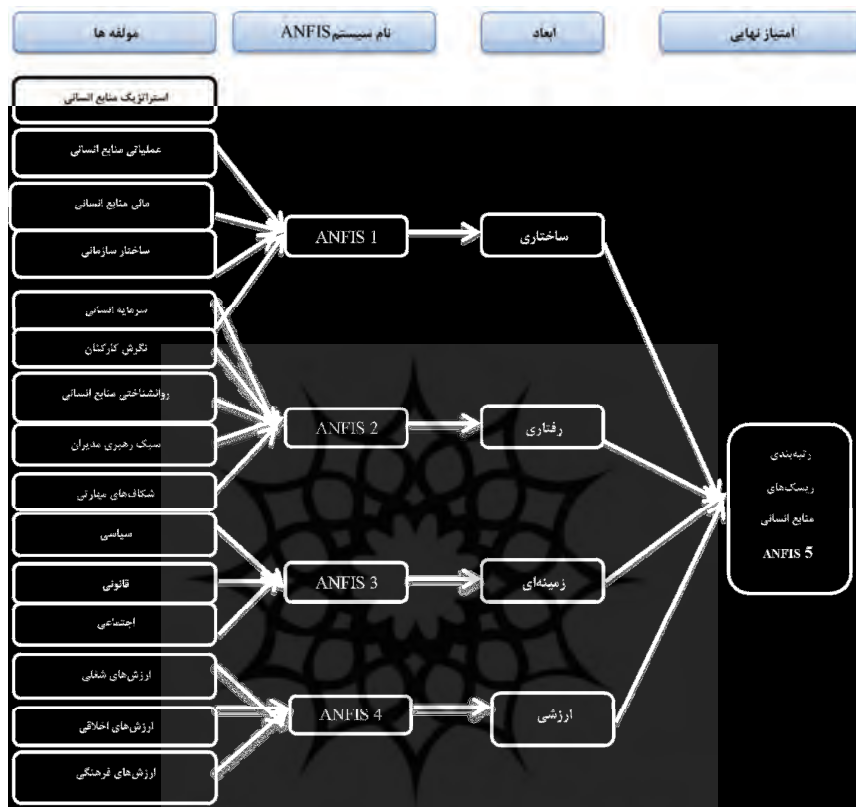 مولفه ها
نام سیستم ANFIS
ابعاد
امتیاز نهایی
استراتژیک منابع انسانی
عملیاتی منابع انسانی
مالی منابع انسانی
ساختار سازمانی
سرمایه انسانی
نگرش کارکنان
روانشناختی منابع انسانی
سبک رهبری مدیران
شکاف‌های مهارتی
سیاسی
قانونی
اجتماعی
ارزش‌های شغلی
ارزش‌های اخلاقی
ارزش‌های فرهنگی
ANFIS 1
ANFIS 2
ANFIS 3
ANFIS 4
ساختاری
رفتاری
زمینه‌ای
ارزشی
رتبه‌بندی
ریسک‌های
منابع انسانی
ANFIS 5